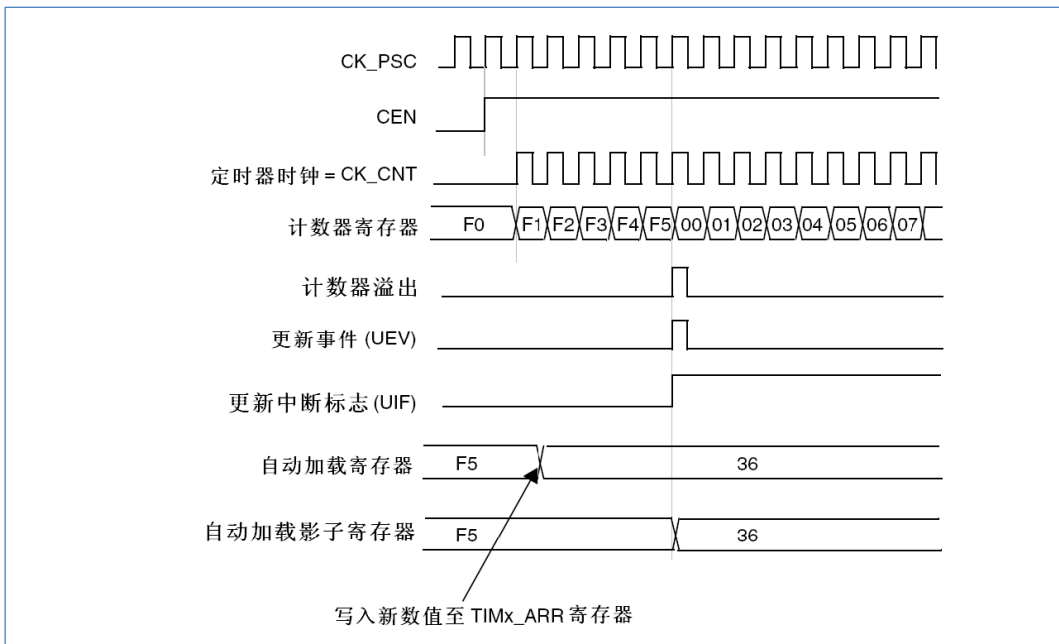 CK_PSC
CEN
定时器时钟 = CK_CNT
计数器寄存器 F0 F1 F2 F3 F4 F5 00 01 02 03 04 05 06 07
计数器溢出
更新事件 (UEV)
更新中断标志 (UIF)
自动加载寄存器 F5 36
自动加载影子寄存器 F5 36
写入新数值至 TIMx_ARR 寄存器